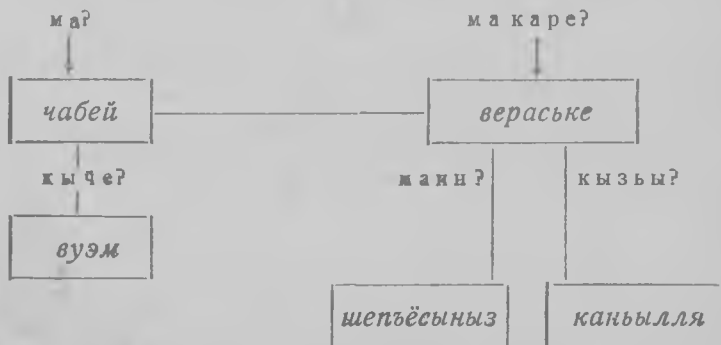 ма? макаре?
чабей вераське
кыче? маин? кызьы?
вуэм
шепъёсыныз каньылля